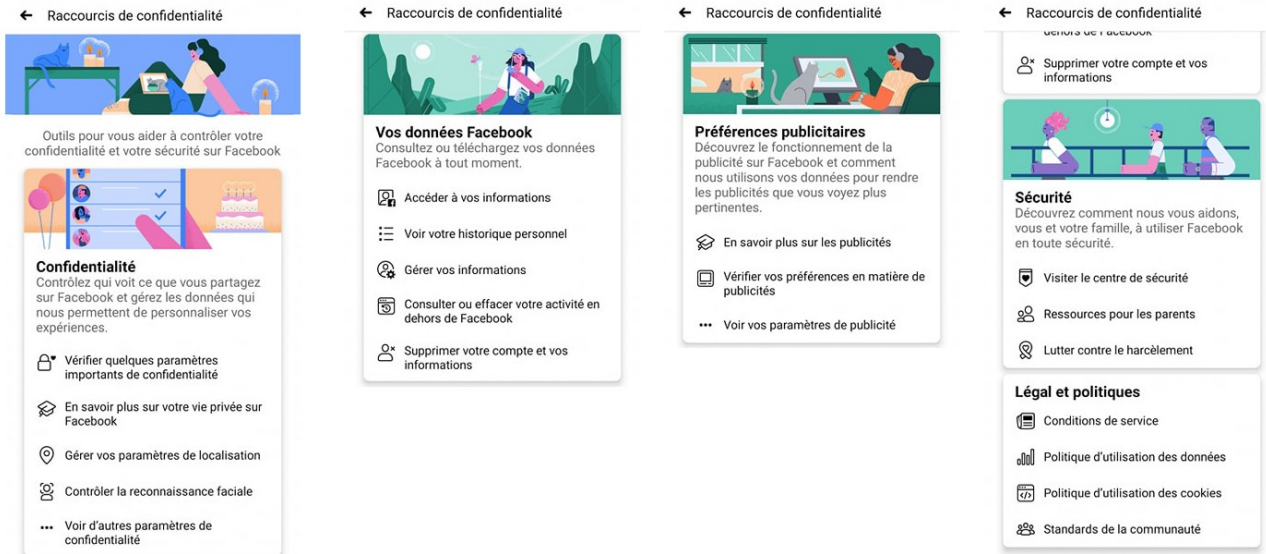 Raccourcis de confidentialité
Outils pour vous aider à contrôler votre
confidentialité et votre sécurité sur Facebook
Confidentialité
Contrôlez qui voit ce que vous partagez
sur Facebook et gérez les données qui
nous permettent de personnaliser vos
expériences.
Vérifier quelques paramètres
importants de confidentialité
En savoir plus sur votre vie privée sur
Facebook
Gérer vos paramètres de localisation
Contrôler la reconnaissance faciale
Voir d'autres paramètres de
confidentialité
Raccourcis de confidentialité
Vos données Facebook
Consultez ou téléchargez vos données
Facebook à tout moment.
Accéder à vos informations
Voir votre historique personnel
Gérer vos informations
Consulter ou effacer votre activité en
dehors de Facebook
Supprimer votre compte et vos
informations
Raccourcis de confidentialité
Préférences publicitaires
Découvrez le fonctionnement de la
publicité sur Facebook et comment
nous utilisons vos données pour rendre
les publicités que vous voyez plus
pertinentes.
En savoir plus sur les publicités
Vérifier vos préférences en matière de
publicités
Voir vos paramètres de publicité
Raccourcis de confidentialité
dehors de Facebook
Supprimer votre compte et vos
informations
Sécurité
Découvrez comment nous vous aidons,
vous et votre famille, à utiliser Facebook
en toute sécurité.
Visiter le centre de sécurité
Ressources pour les parents
Lutter contre le harcèlement
Légal et politiques
Conditions de service
Politique d'utilisation des données
Politique d'utilisation des cookies
Standards de la communauté